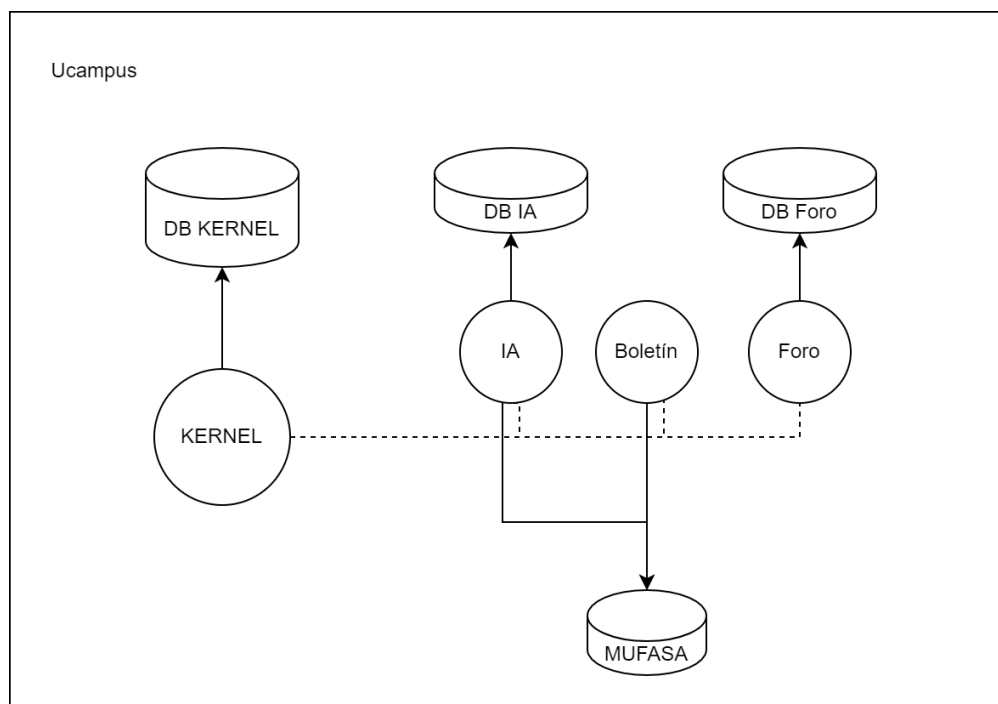 Ucampus
DB KERNEL
DB IA
DB Foro
IA
Boletín
Foro
KERNEL
MUFASA